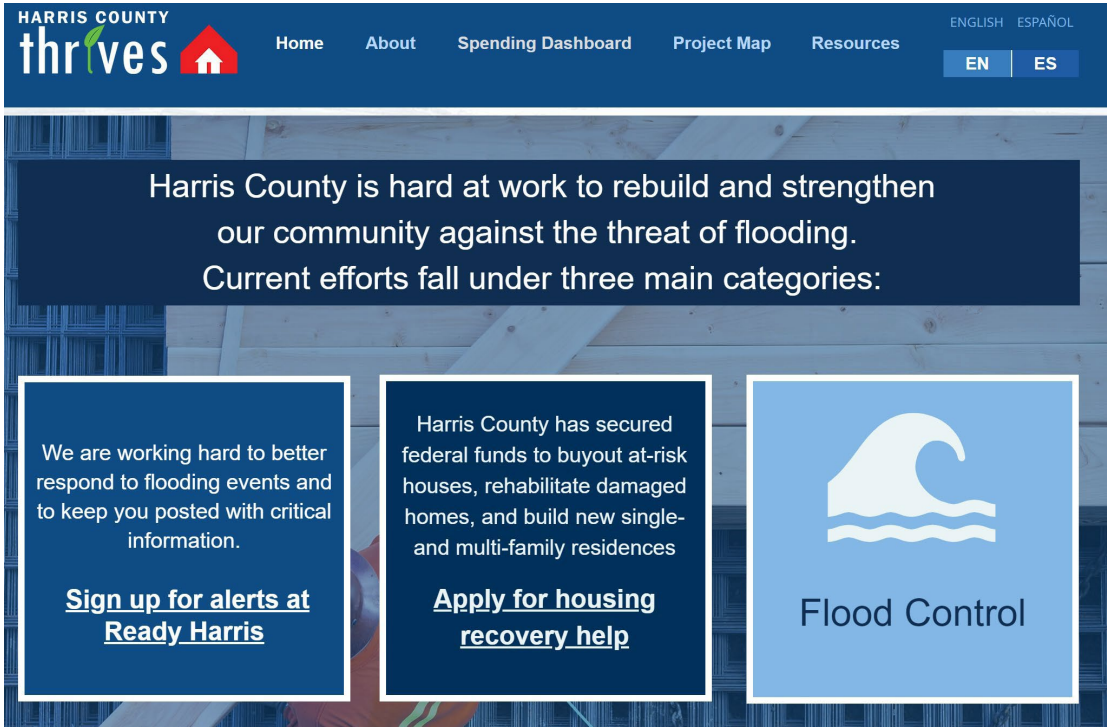 HARRIS COUNTY
thrives
Home About Spending Dashboard Project Map Resources
ENGLISH ESPAÑOL
EN ES
Harris County is hard at work to rebuild and strengthen
our community against the threat of flooding.
Current efforts fall under three main categories:
We are working hard to better
respond to flooding events and
to keep you posted with critical
information.
Sign up for alerts at
Ready Harris
Harris County has secured
federal funds to buyout at-risk
houses, rehabilitate damaged
homes, and build new single-
and multi-family residences
Apply for housing
recovery help
Flood Control